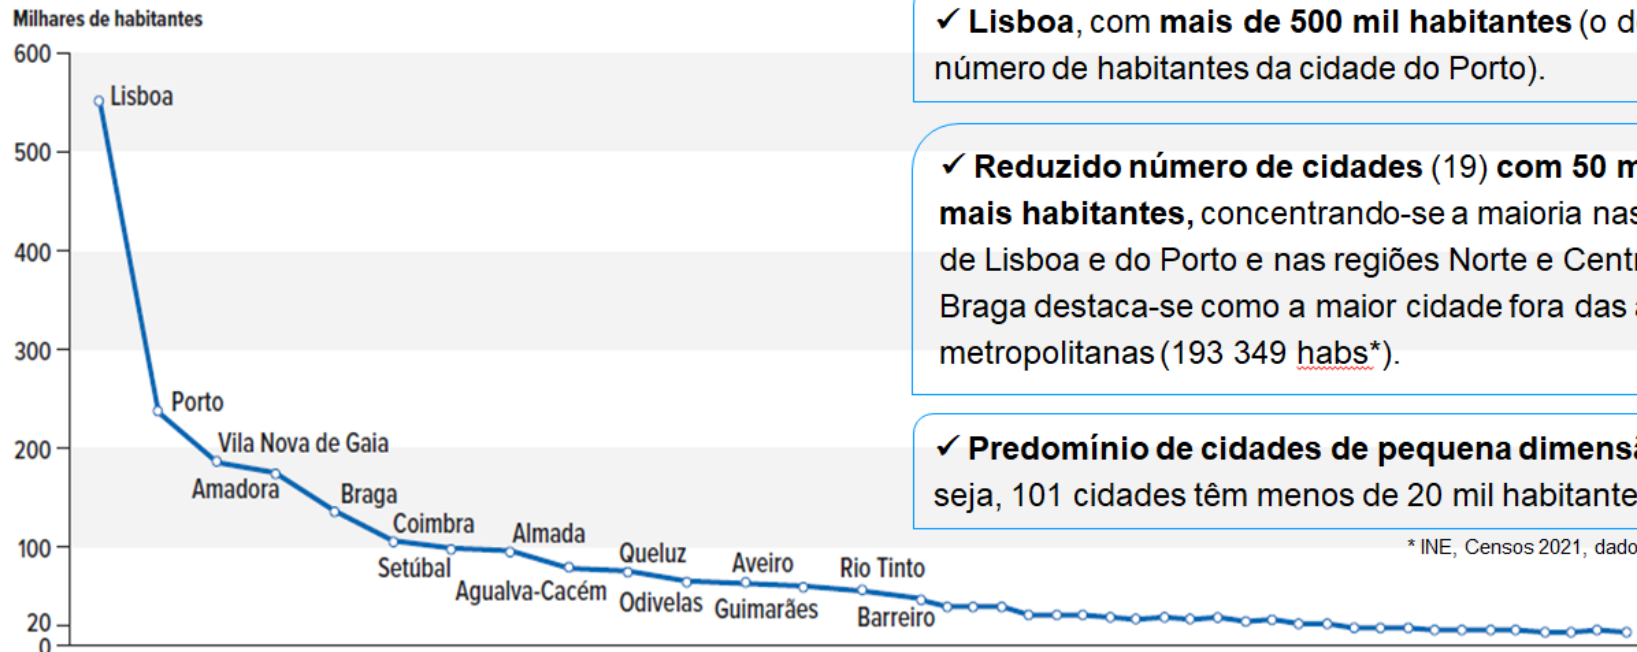 Milhares de habitantes
600
500
400
300
200
100
20
0
Lisboa
Porto
Vila Nova de Gaia
Amadora
Braga
Coimbra
Setúbal
Almada
Agualva-Cacém
Queluz
Odivelas
Aveiro
Guimarães
Rio Tinto
Barreiro
✓ Lisboa, com mais de 500 mil habitantes (o d
número de habitantes da cidade do Porto).
✓ Reduzido número de cidades (19) com 50 m
mais habitantes, concentrando-se a maioria nas
de Lisboa e do Porto e nas regiões Norte e Cent
Braga destaca-se como a maior cidade fora das
metropolitanas (193 349 habs*).
✓ Predomínio de cidades de pequena dimens
seja, 101 cidades têm menos de 20 mil habitante
* INE, Censos 2021, dado